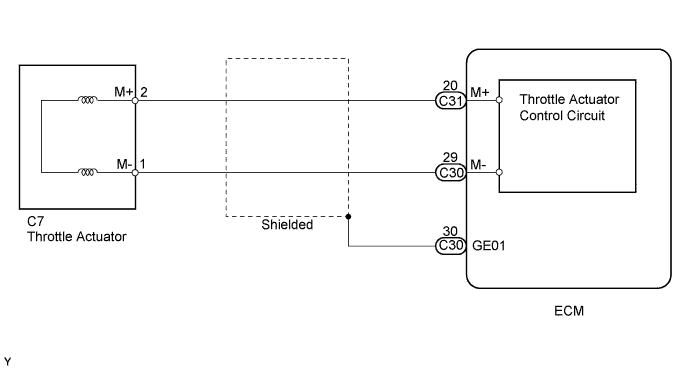 M+ 2
M- 1
C7
Throttle Actuator
Shielded
20
C31 M+
29
C30 M-
30
C30 GE01
Throttle Actuator
Control Circuit
ECM
Y